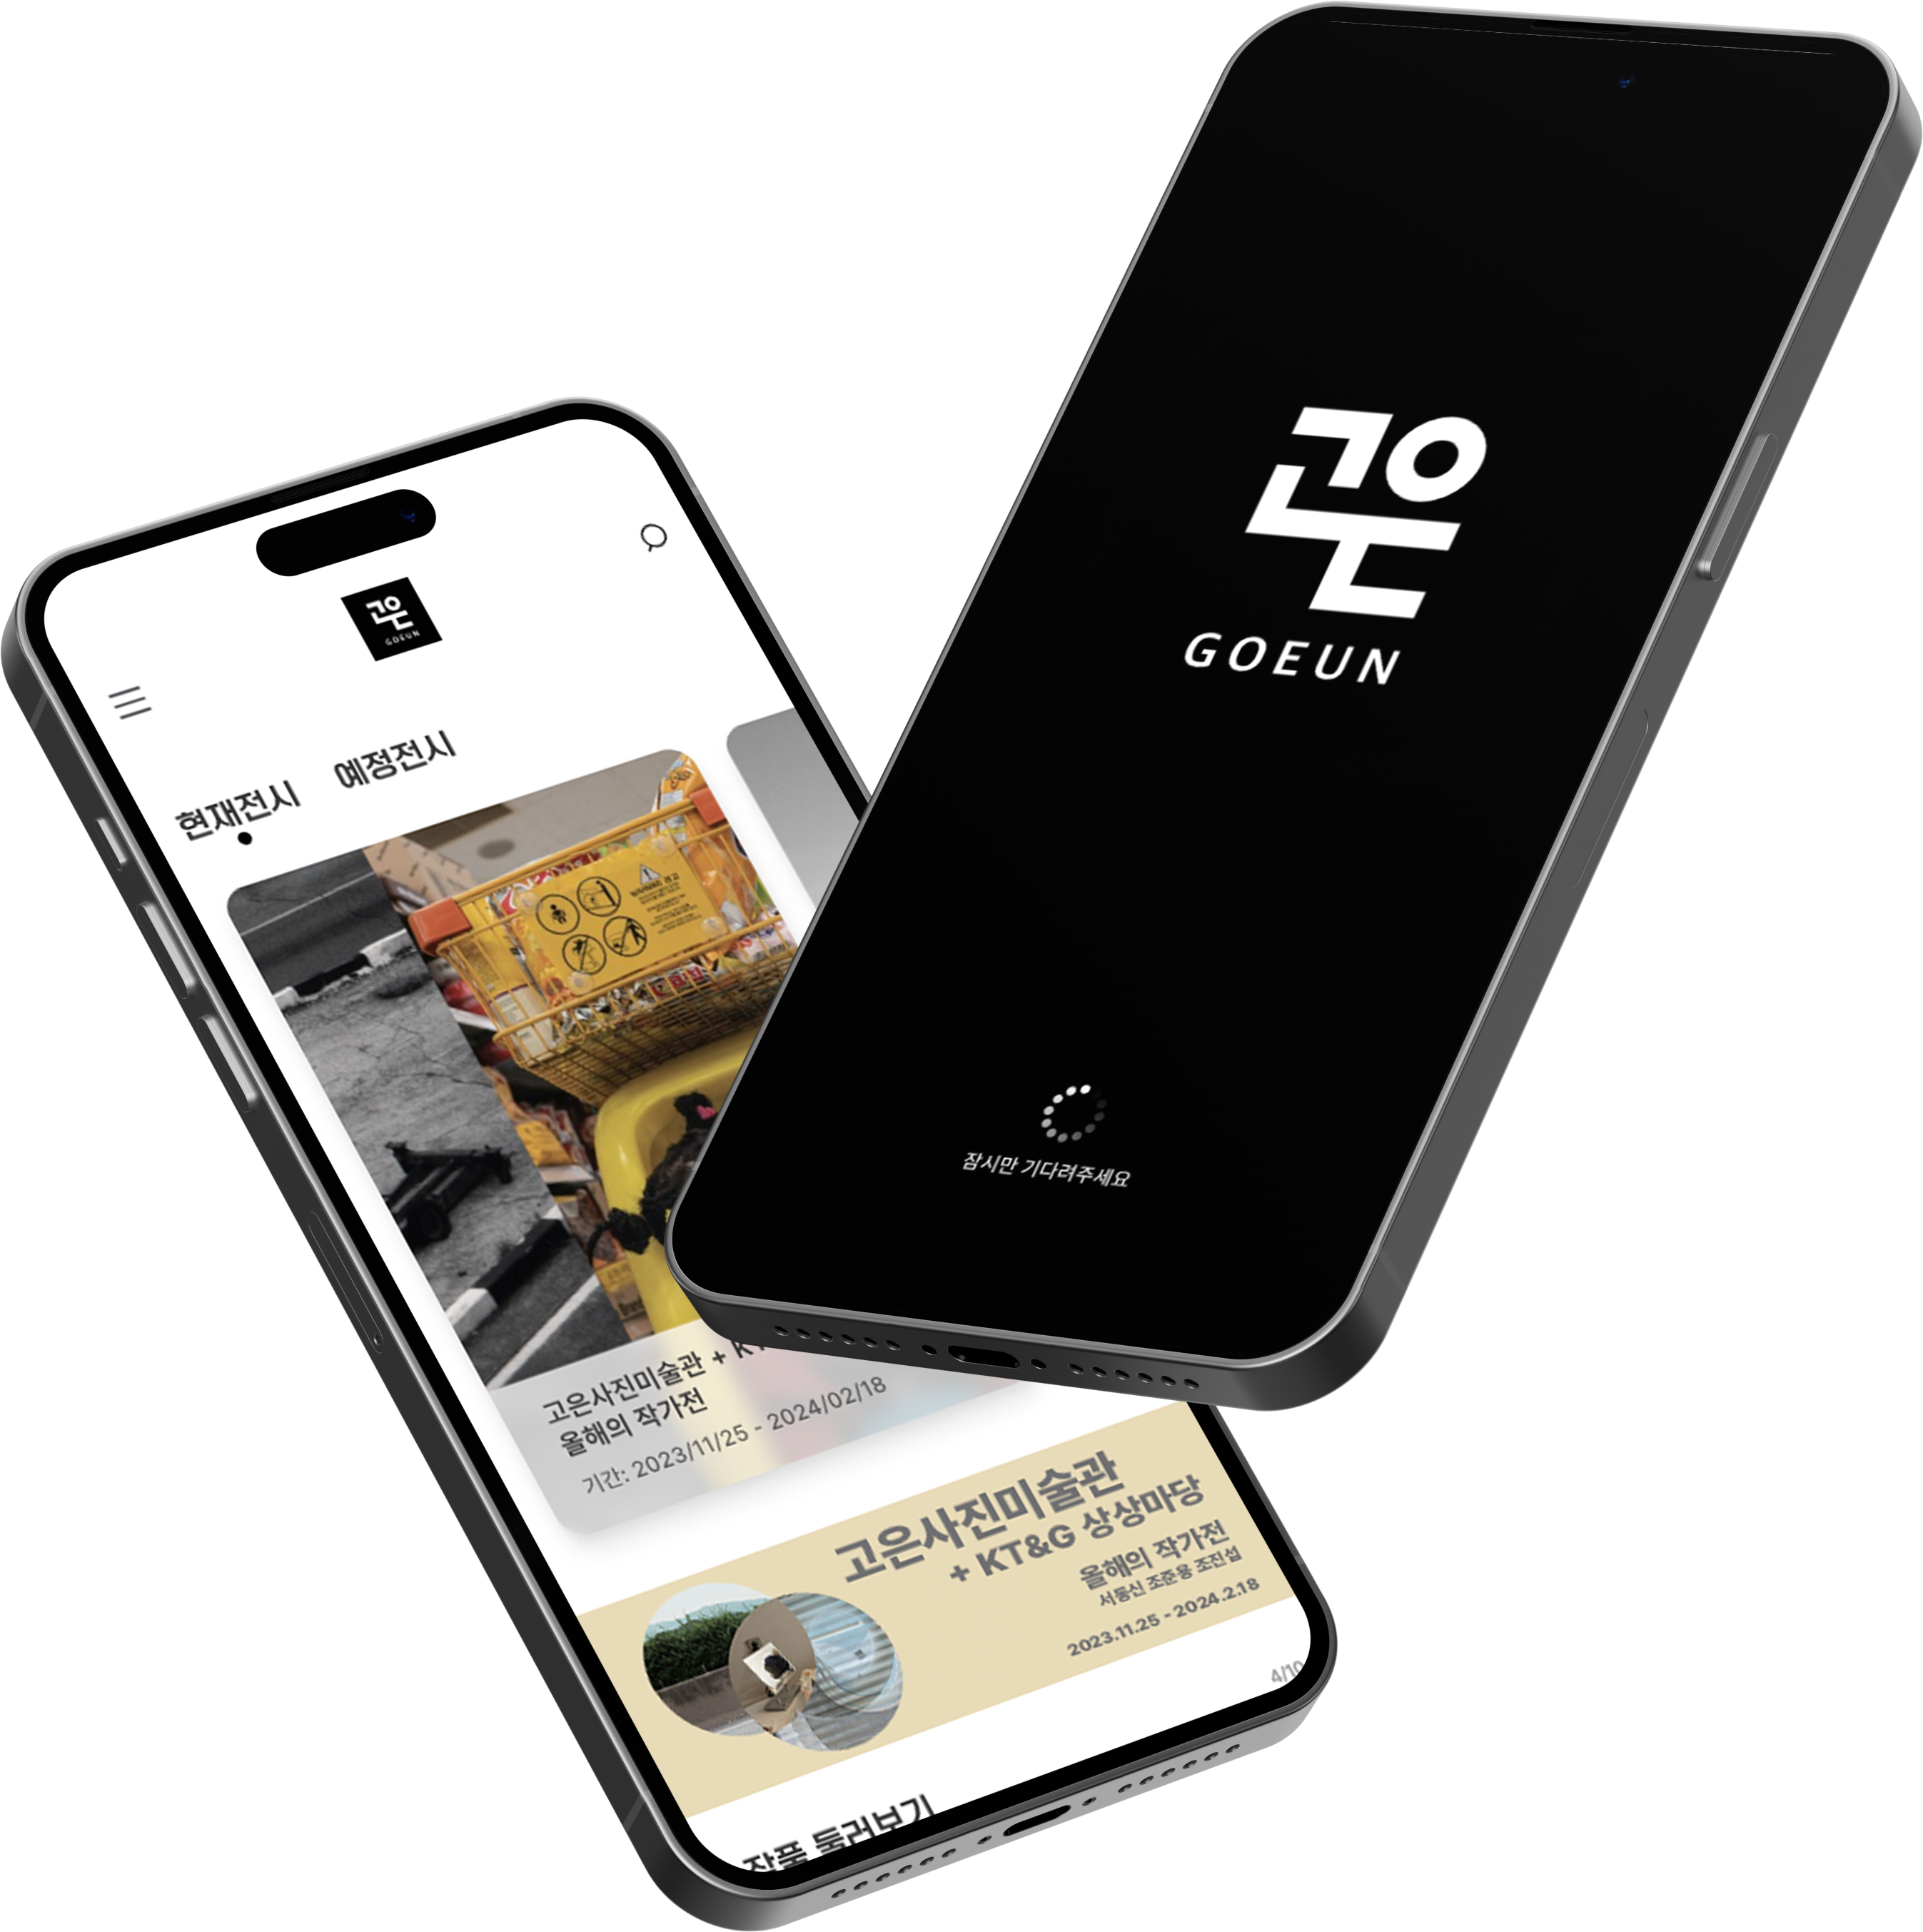 고은
GOEUN
현재전시
예정전시
WARNING 경고
고은사진미술관 + KT
올해의 작가전
기간: 2023/11/25 - 2024/02/18
고은사진미술관
+ KT&G 상상마당
올해의 작가전
서동신 조준용 조진섭
2023.11.25 - 2024.2.18
4/10
작품 둘러보기
고은
GOEUN
잠시만 기다려주세요